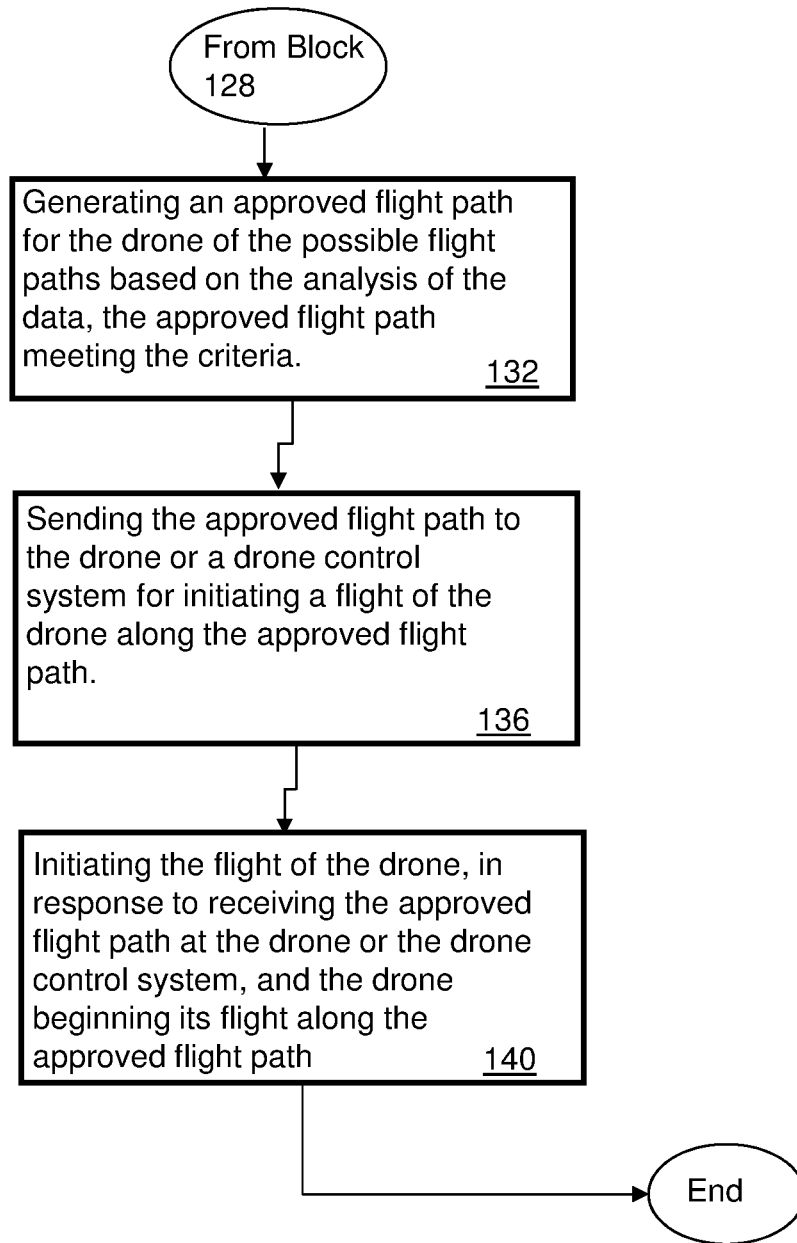 From Block
128
Generating an approved flight path
for the drone of the possible flight
paths based on the analysis of the
data, the approved flight path
meeting the criteria.
132
Sending the approved flight path to
the drone or a drone control
system for initiating a flight of the
drone along the approved flight
path.
136
Initiating the flight of the drone, in
response to receiving the approved
flight path at the drone or the drone
control system, and the drone
beginning its flight along the
approved flight path 140
End